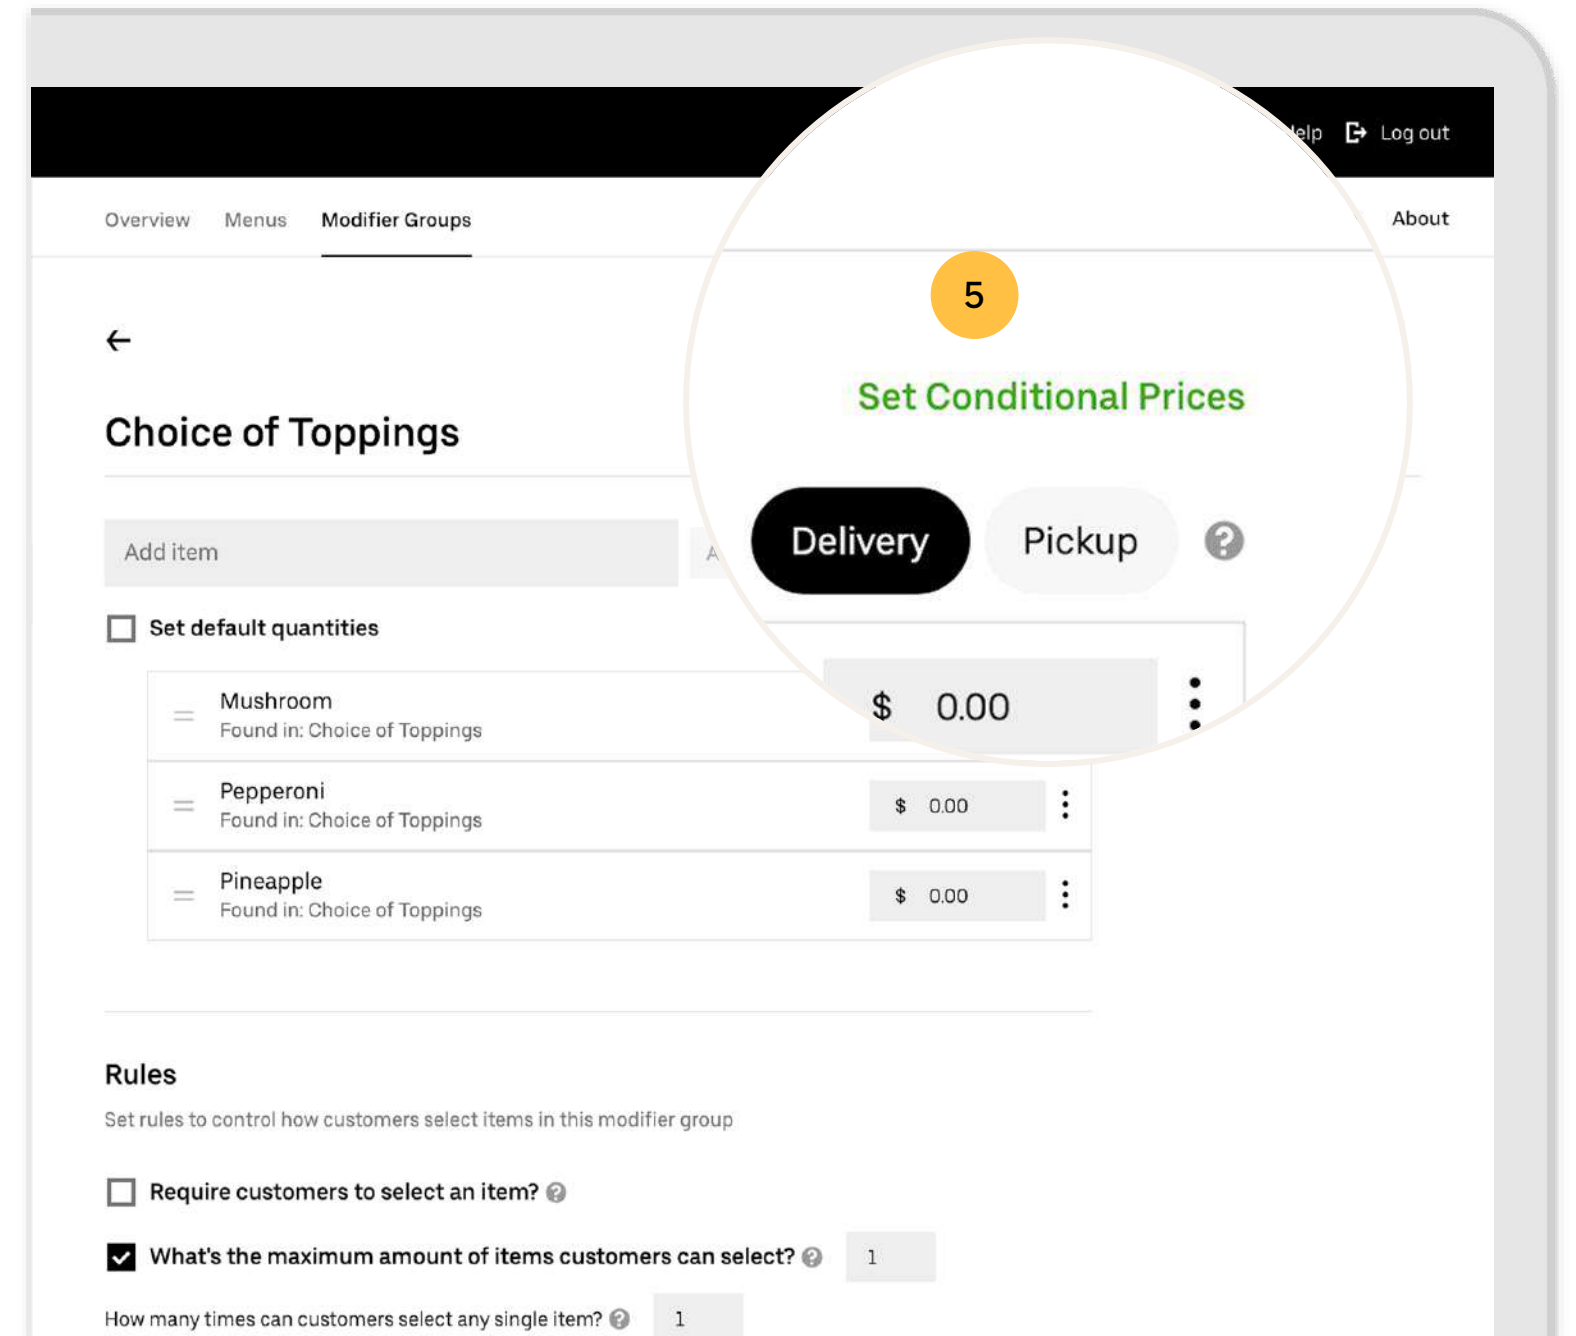 Log out
Overview Menus Modifier Groups About
5
Set Conditional Prices
Choice of Toppings
Delivery Pickup ?
Add item
Set default quantities
Mushroom
Found in: Choice of Toppings
$ 0.00
Pepperoni
Found in: Choice of Toppings
$ 0.00
Pineapple
Found in: Choice of Toppings
$ 0.00
Rules
Set rules to control how customers select items in this modifier group
Require customers to select an item? ?
What's the maximum amount of items customers can select? ? 1
How many times can customers select any single item? ? 1